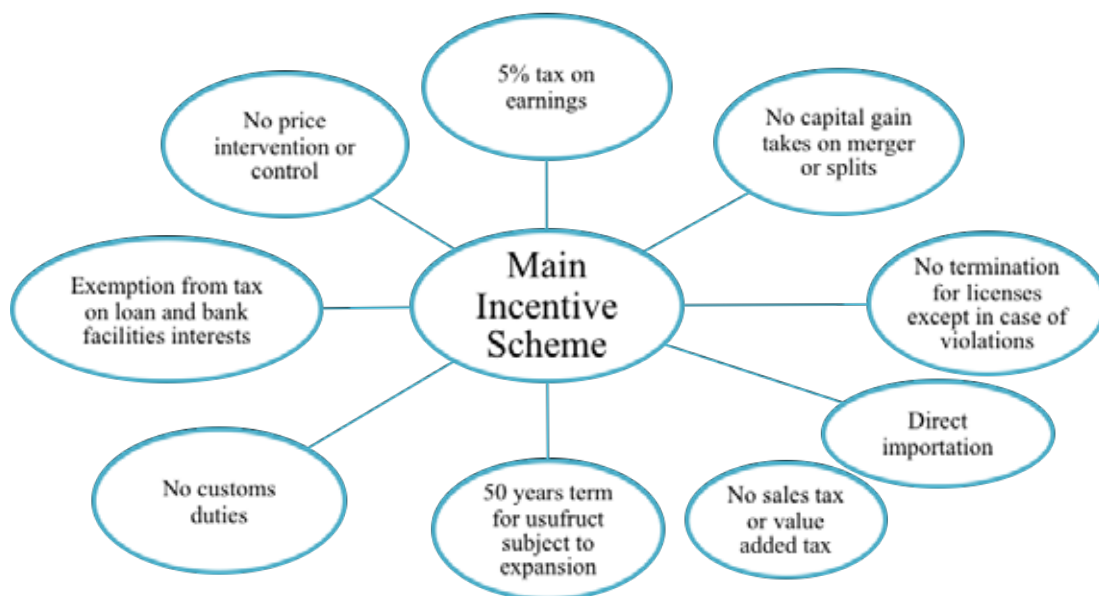 5% tax on
earnings
No price
intervention or
control
No capital gain
takes on merger
or splits
Exemption from tax
on loan and bank
facilities interests
Main
Incentive
Scheme
No termination
for licenses
except in case of
violations
Direct
importation
No customs
duties
50 years term
for usufruct
subject to
expansion
No sales tax
or value
added tax